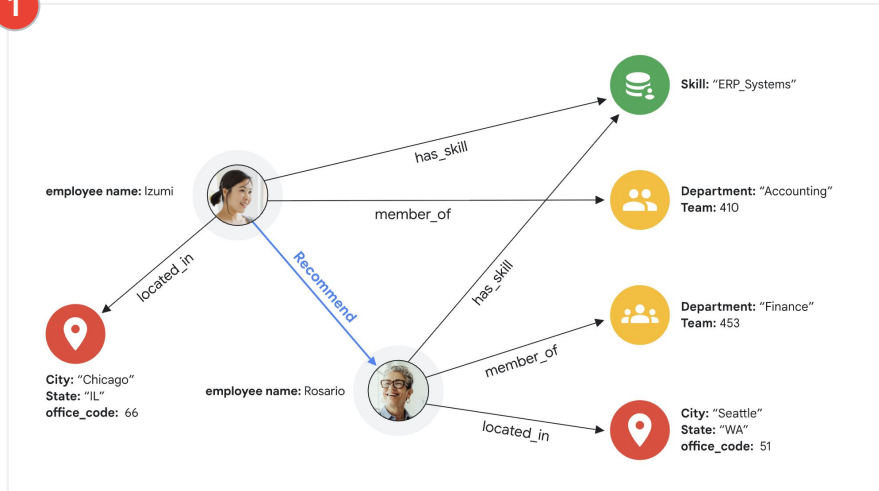 1
Skill: “ERP_Systems”
has_skill
employee name: Izumi
Department: “Accounting”
Team: 410
member_of
located_in
Recommend
has_skill
Department: “Finance”
Team: 453
member_of
City: “Chicago”
State: “IL”
office_code: 66
employee name: Rosario
located_in
City: “Seattle”
State: “WA”
office_code: 51